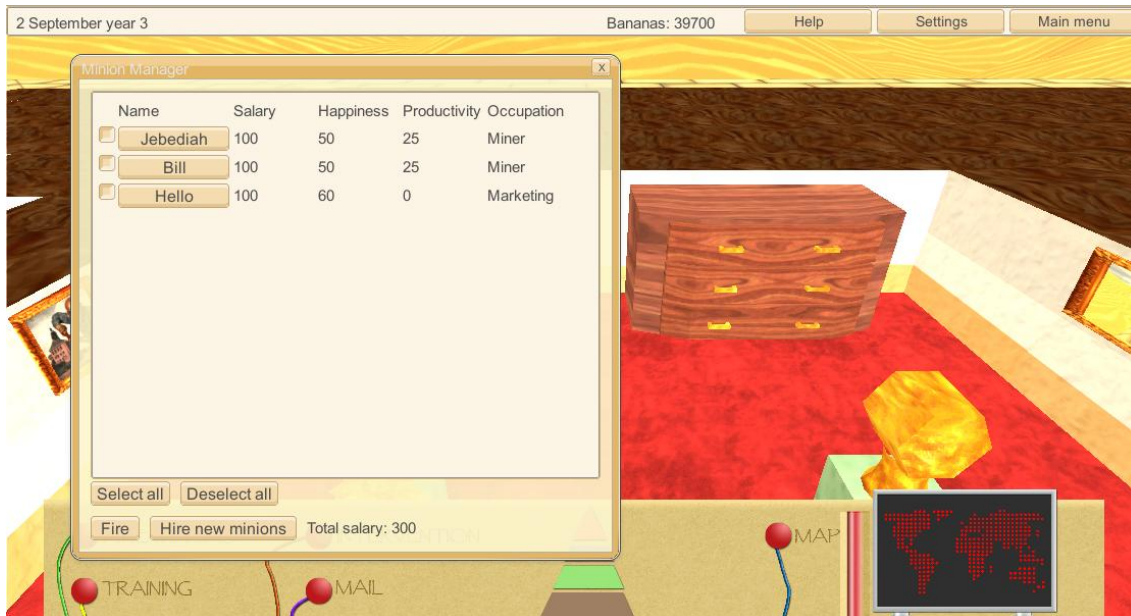 2 September year 3 Bananas: 39700 Help Settings Main menu
Minion Manager x
Name Salary Happiness Productivity Occupation
Jebediah 100 50 25 Miner
Bill 100 50 25 Miner
Hello 100 60 0 Marketing
Select all Deselect all
Fire Hire new minions Total salary: 300
MAP
TRAINING MAIL